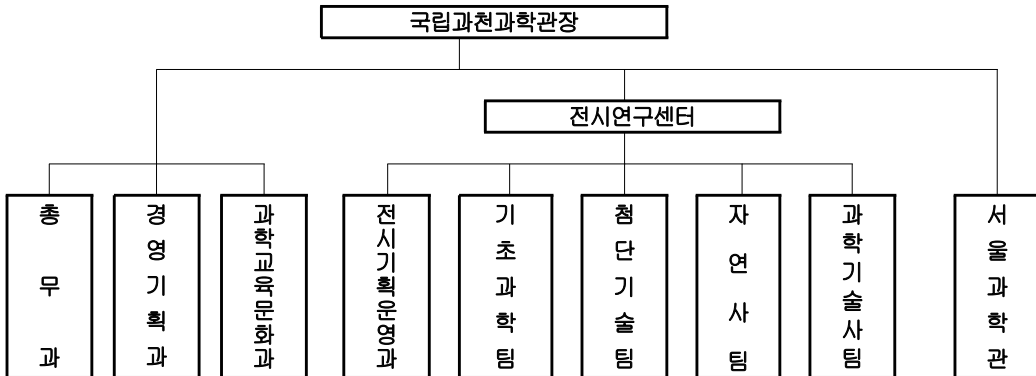 국립과천과학관장
전시연구센터
총무과
경영기획과
과학교육문화과
전시기획운영과
기초과학팀
첨단기술팀
자연사팀
과학기술사팀
서울과학관